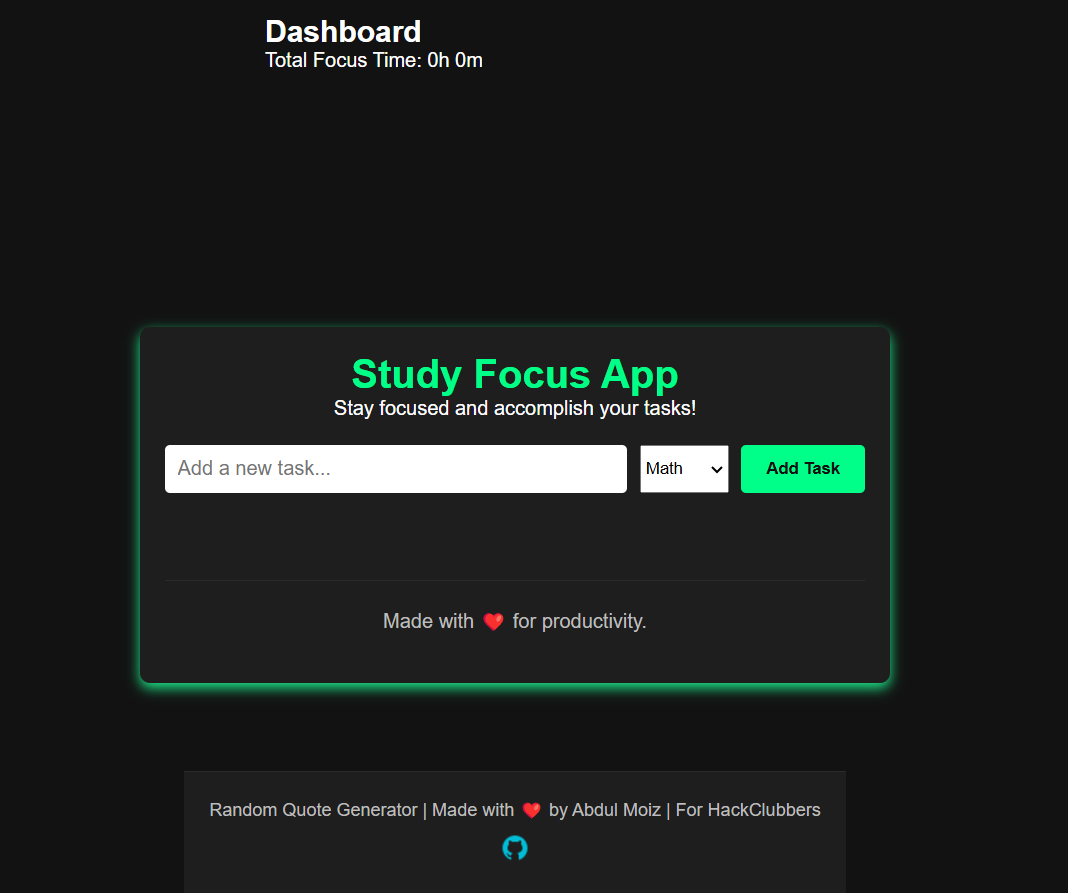 Dashboard
Total Focus Time: 0h 0m
Study Focus App
Stay focused and accomplish your tasks!
Add a new task...
Math
Add Task
Made with ❤️ for productivity.
Random Quote Generator | Made with ❤️ by Abdul Moiz | For HackClubbers